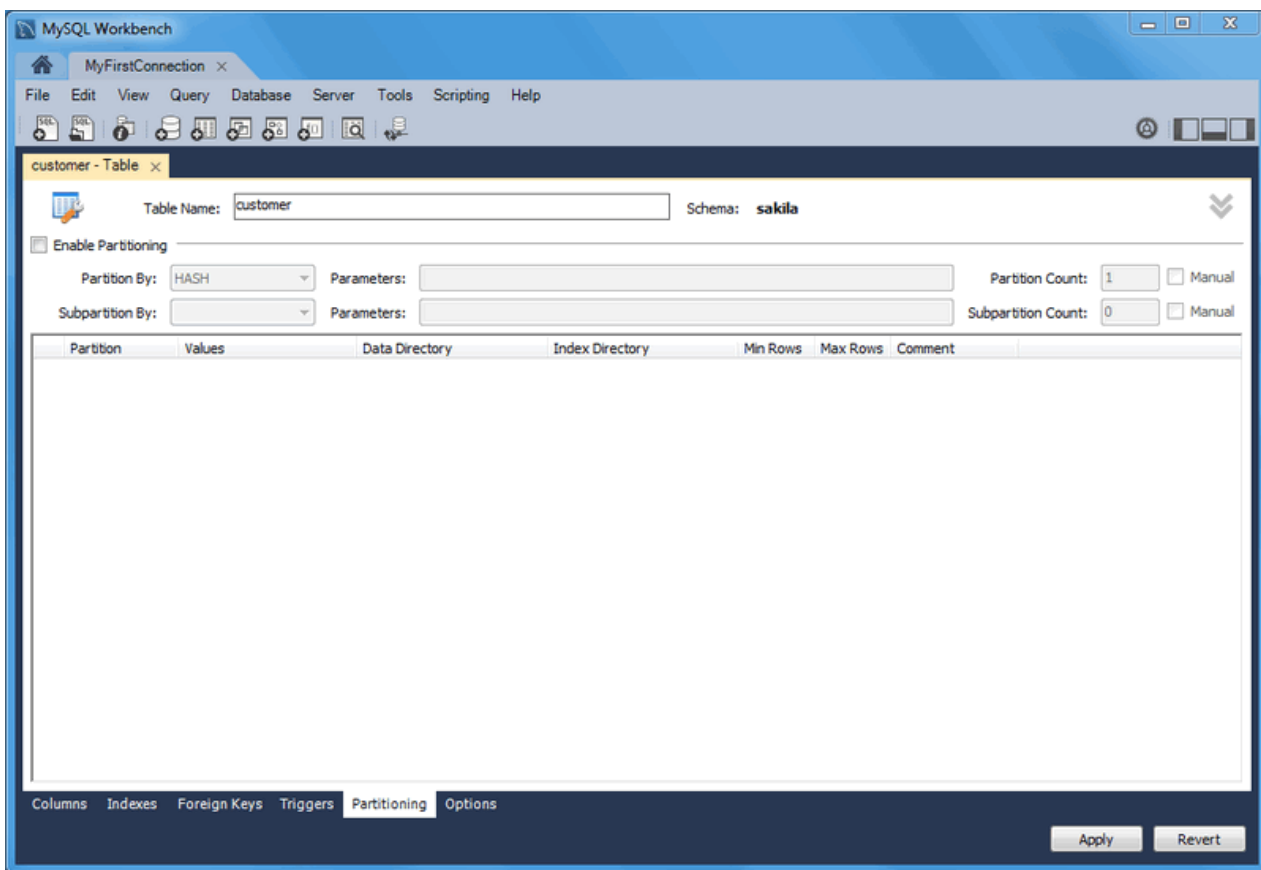 MySQL Workbench
MyFirstConnection
File Edit View Query Database Server Tools Scripting Help
customer - Table
Table Name: customer Schema: sakila
Enable Partitioning
Partition By: HASH Parameters: Partition Count: 1 Manual
Subpartition By: Parameters: Subpartition Count: 0 Manual
Partition Values Data Directory Index Directory Min Rows Max Rows Comment
Columns Indexes Foreign Keys Triggers Partitioning Options
Apply Revert